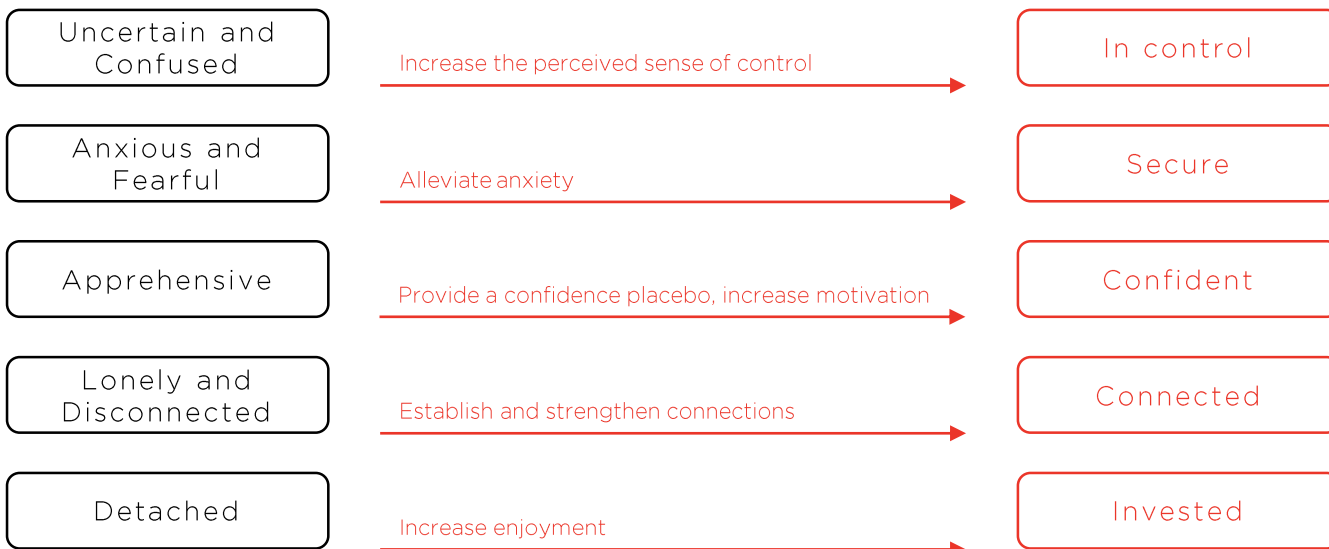 Uncertain and
Confused
Increase the perceived sense of control
In control
Anxious and
Fearful
Alleviate anxiety
Secure
Apprehensive
Provide a confidence placebo, increase motivation
Confident
Lonely and
Disconnected
Establish and strengthen connections
Connected
Detached
Increase enjoyment
Invested